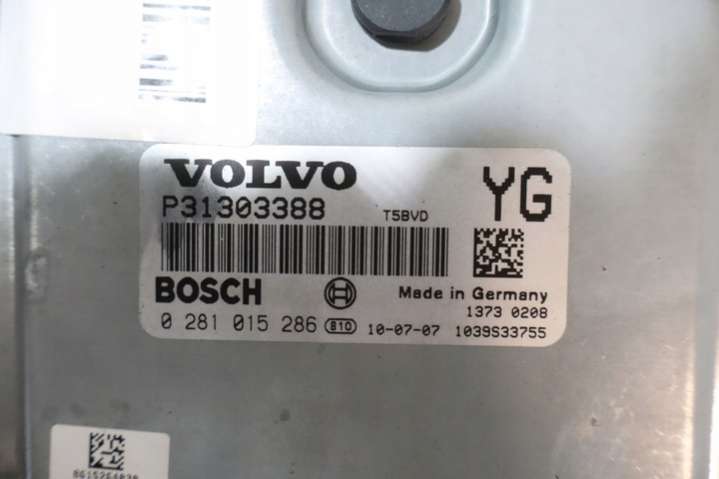 VOLVO
P31303388 T5BVD
YG
BOSCH
Made in Germany
1373 0208
0 281 015 286 B10 10-07-07 1039S33755